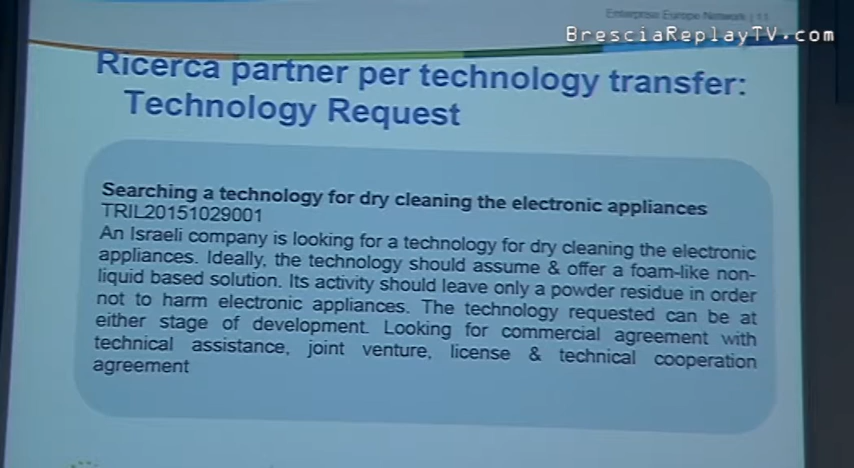 Enterprise Europe Network | 11
BresciaReplayTV.com
Ricerca partner per technology transfer:
Technology Request
Searching a technology for dry cleaning the electronic appliances
TRIL20151029001
An Israeli company is looking for a technology for dry cleaning the electronic
appliances. Ideally, the technology should assume & offer a foam-like non-
liquid based solution. Its activity should leave only a powder residue in order
not to harm electronic appliances. The technology requested can be at
either stage of development. Looking for commercial agreement with
technical assistance, joint venture, license & technical cooperation
agreement